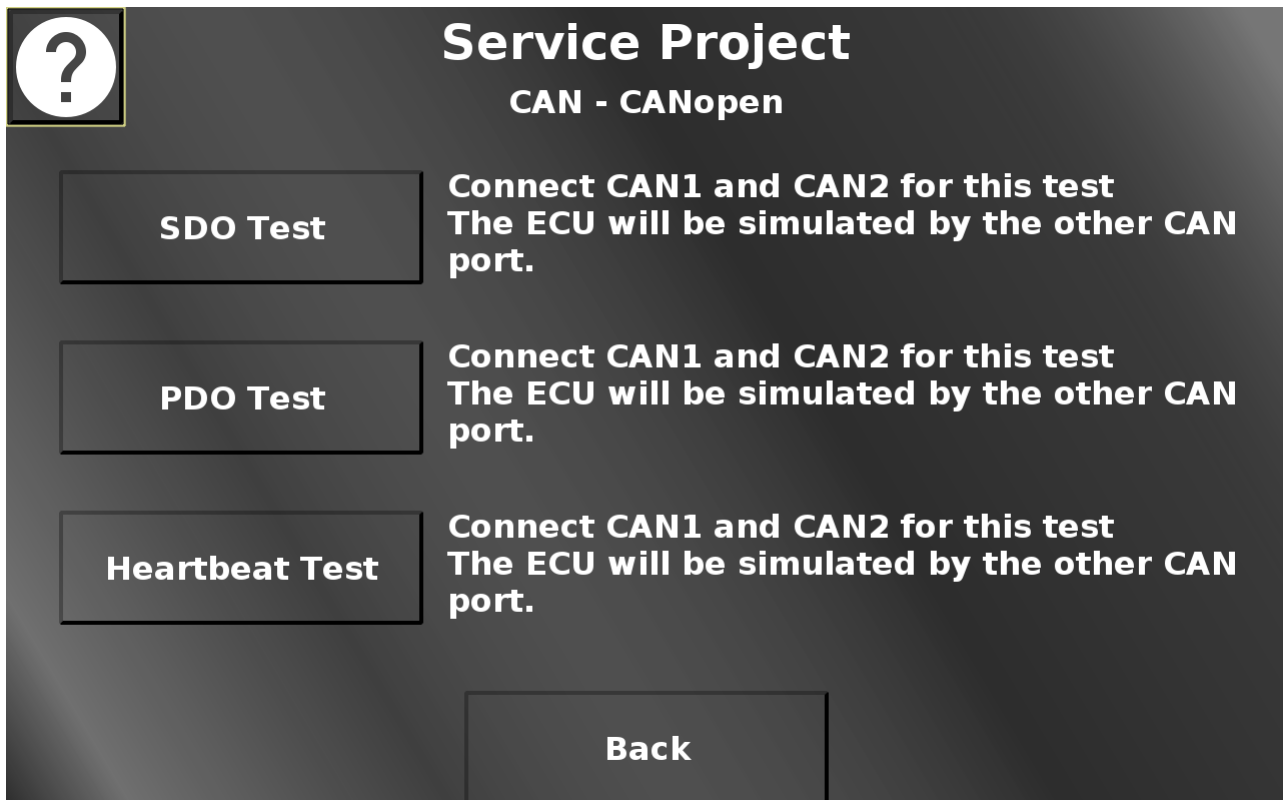 ?
Service Project
CAN - CANopen
SDO Test
Connect CAN1 and CAN2 for this test
The ECU will be simulated by the other CAN
port.
PDO Test
Connect CAN1 and CAN2 for this test
The ECU will be simulated by the other CAN
port.
Heartbeat Test
Connect CAN1 and CAN2 for this test
The ECU will be simulated by the other CAN
port.
Back